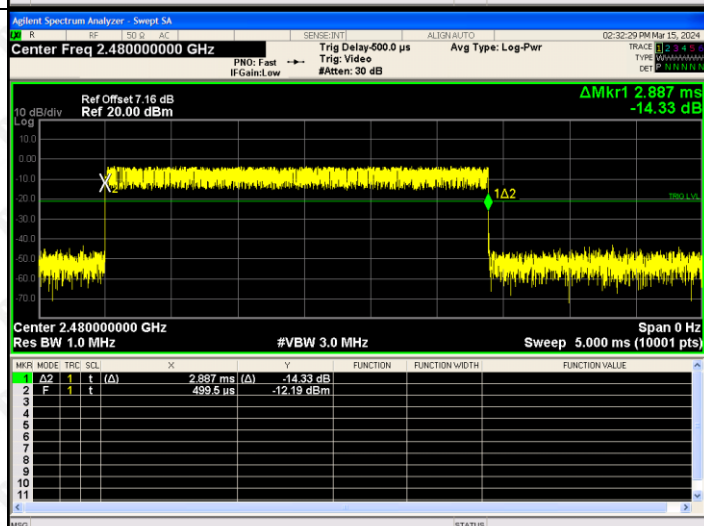 Agilent Spectrum Analyzer - Swept SA
R RF 50 Ω AC SENSE:INT ALIGN AUTO 02:32:29 PM Mar 15, 2024
Center Freq 2.480000000 GHz Trig Delay-500.0 µs Avg Type: Log-Pwr TRACE 1 2 3 4 5 6
PNO: Fast Trig: Video TYPE
IFGain:Low #Atten: 30 dB DET P N N N N N
ΔMkr1 2.887 ms
Ref Offset 7.16 dB
10 dB/div Ref 20.00 dBm -14.33 dB
Log
10.0
0.00
-10.0
2
-20.0
1Δ2
TRIG LVL
-30.0
-40.0
-50.0
-60.0
-70.0
Center 2.480000000 GHz Span 0 Hz
Res BW 1.0 MHz #VBW 3.0 MHz Sweep 5.000 ms (10001 pts)
MKR MODE TRC SCL X Y FUNCTION FUNCTION WIDTH FUNCTION VALUE
1 Δ2 1 t (Δ) 2.887 ms (Δ) -14.33 dB
2 F 1 t 499.5 µs -12.19 dBm
3
4
5
6
7
8
9
10
11
MSG STATUS